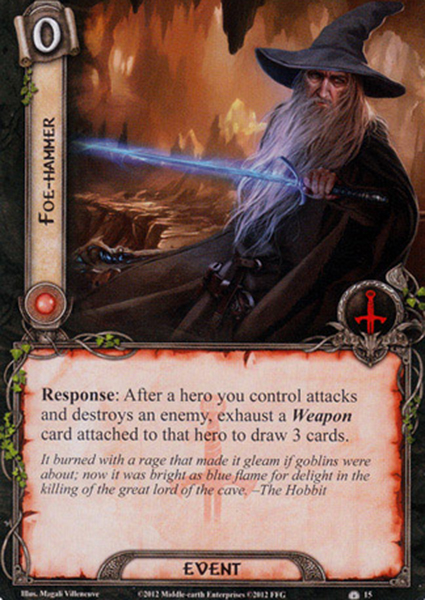 0
FOE-HAMMER
Response: After a hero you control attacks
and destroys an enemy, exhaust a Weapon
card attached to that hero to draw 3 cards.
It burned with a rage that made it gleam if goblins were
about; now it was bright as blue flame for delight in the
killing of the great lord of the cave. –The Hobbit
EVENT
Illus. Magali Villeneuve ©2012 Middle-earth Enterprises ©2012 FFG 15